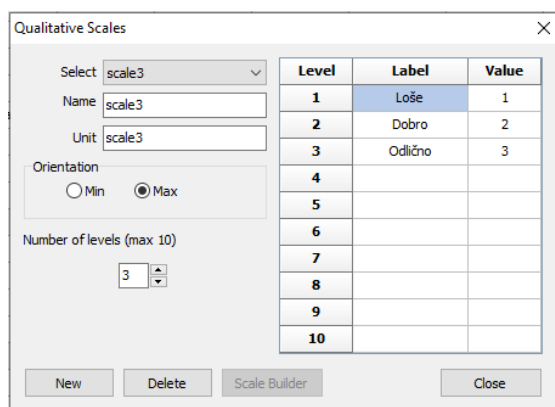 Qualitative Scales
Select scale3
Name scale3
Unit scale3
Orientation
Min Max
Number of levels (max 10)
3
Level Label Value
1 Loše 1
2 Dobro 2
3 Odlično 3
4
5
6
7
8
9
10
New Delete Scale Builder Close